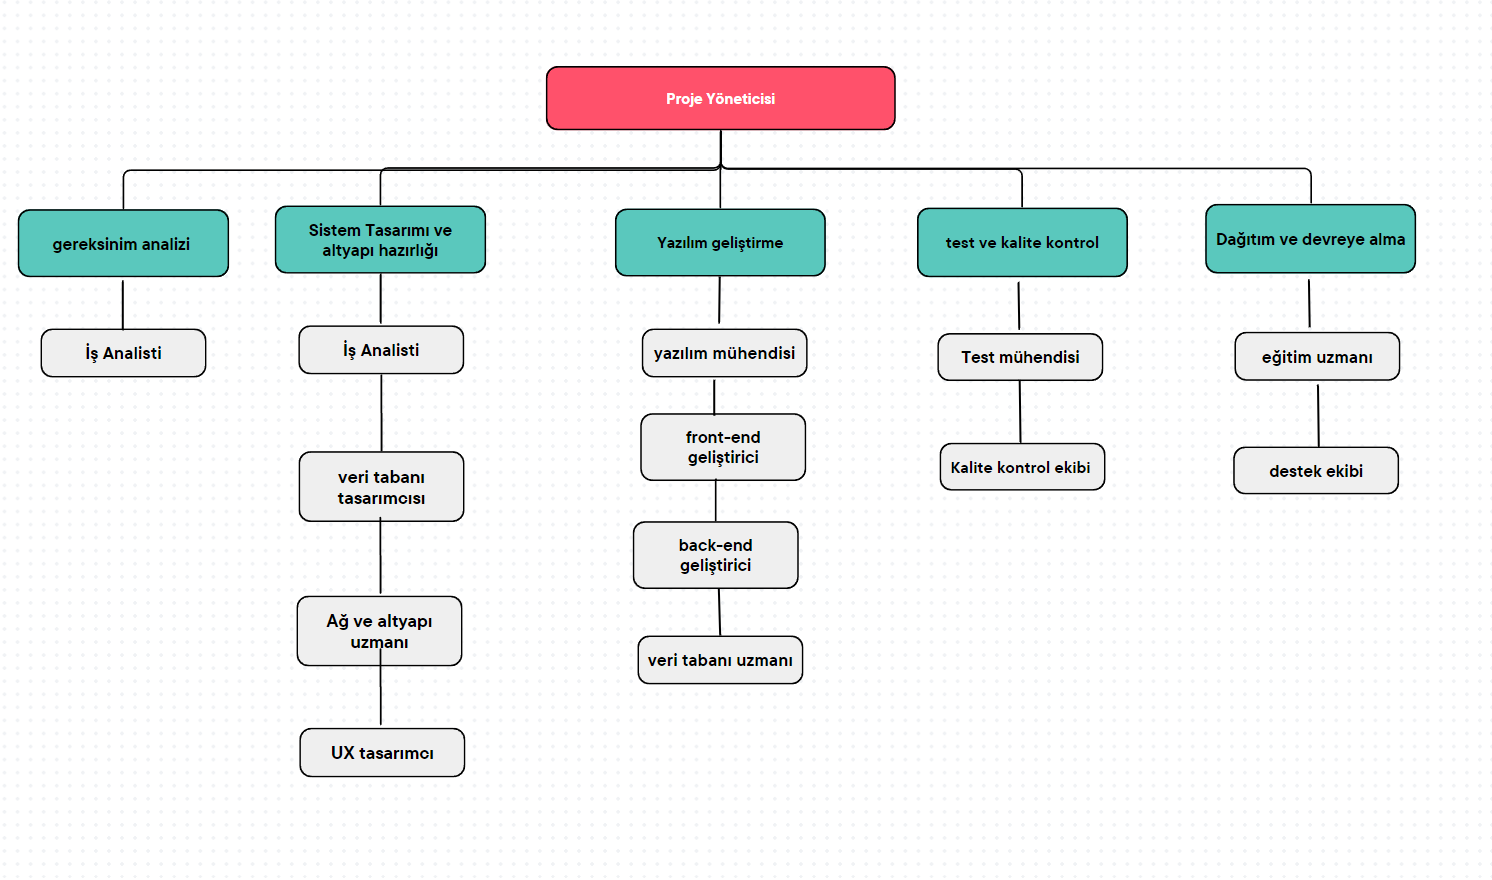 Proje Yöneticisi
gereksinim analizi
Sistem Tasarımı ve
altyapı hazırlığı
Yazılım geliştirme
test ve kalite kontrol
Dağıtım ve devreye alma
İş Analisti
İş Analisti
yazılım mühendisi
Test mühendisi
eğitim uzmanı
front-end
geliştirici
Kalite kontrol ekibi
destek ekibi
veri tabanı
tasarımcısı
back-end
geliştirici
Ağ ve altyapı
uzmanı
veri tabanı uzmanı
UX tasarımcı